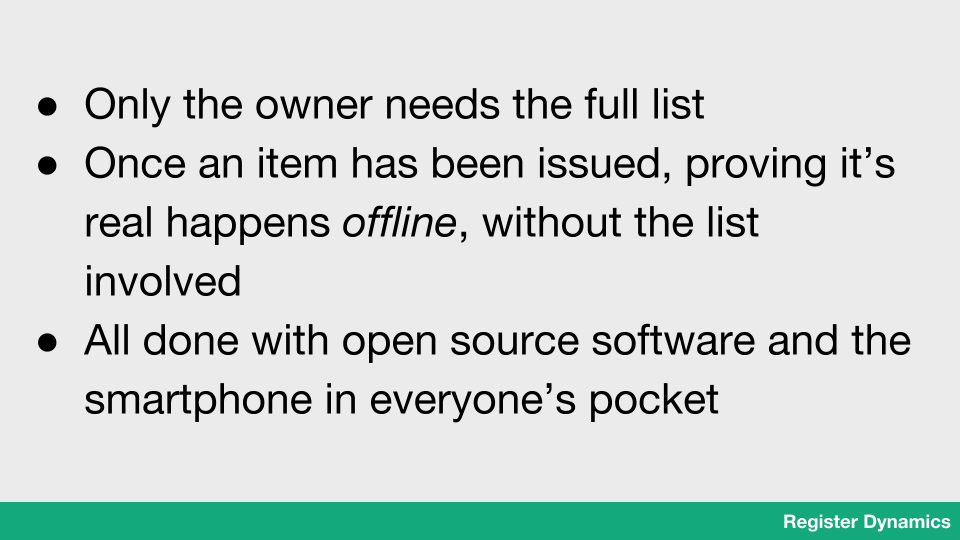 ● Only the owner needs the full list
● Once an item has been issued, proving it’s
real happens offline, without the list
involved
● All done with open source software and the
smartphone in everyone’s pocket
Register Dynamics